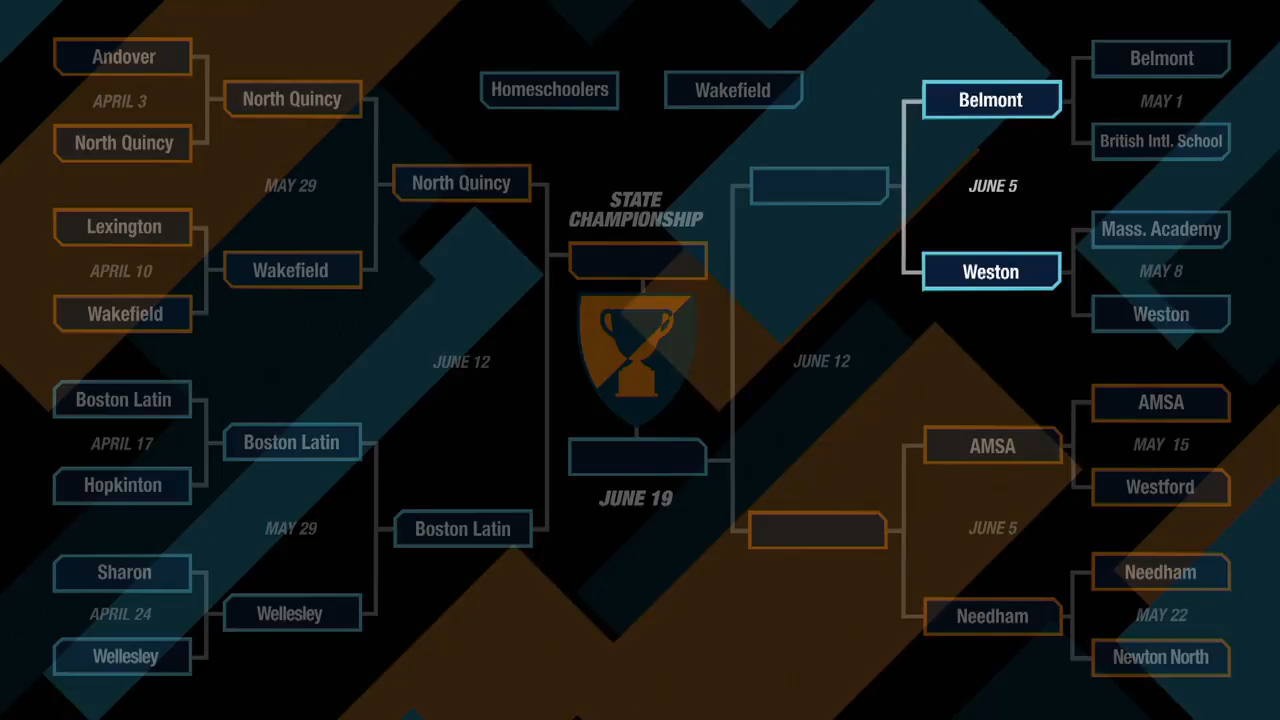 Andover
APRIL 3
North Quincy
North Quincy
MAY 29
Lexington
APRIL 10
Wakefield
Wakefield
North Quincy
JUNE 12
Boston Latin
APRIL 17
Hopkinton
Boston Latin
MAY 29
Sharon
APRIL 24
Wellesley
Wellesley
Boston Latin
Homeschoolers
Wakefield
STATE
CHAMPIONSHIP
JUNE 19
JUNE 12
Belmont
JUNE 5
Weston
Belmont
MAY 1
British Intl. School
Mass. Academy
MAY 8
Weston
AMSA
JUNE 5
Needham
AMSA
MAY 15
Westford
Needham
MAY 22
Newton North